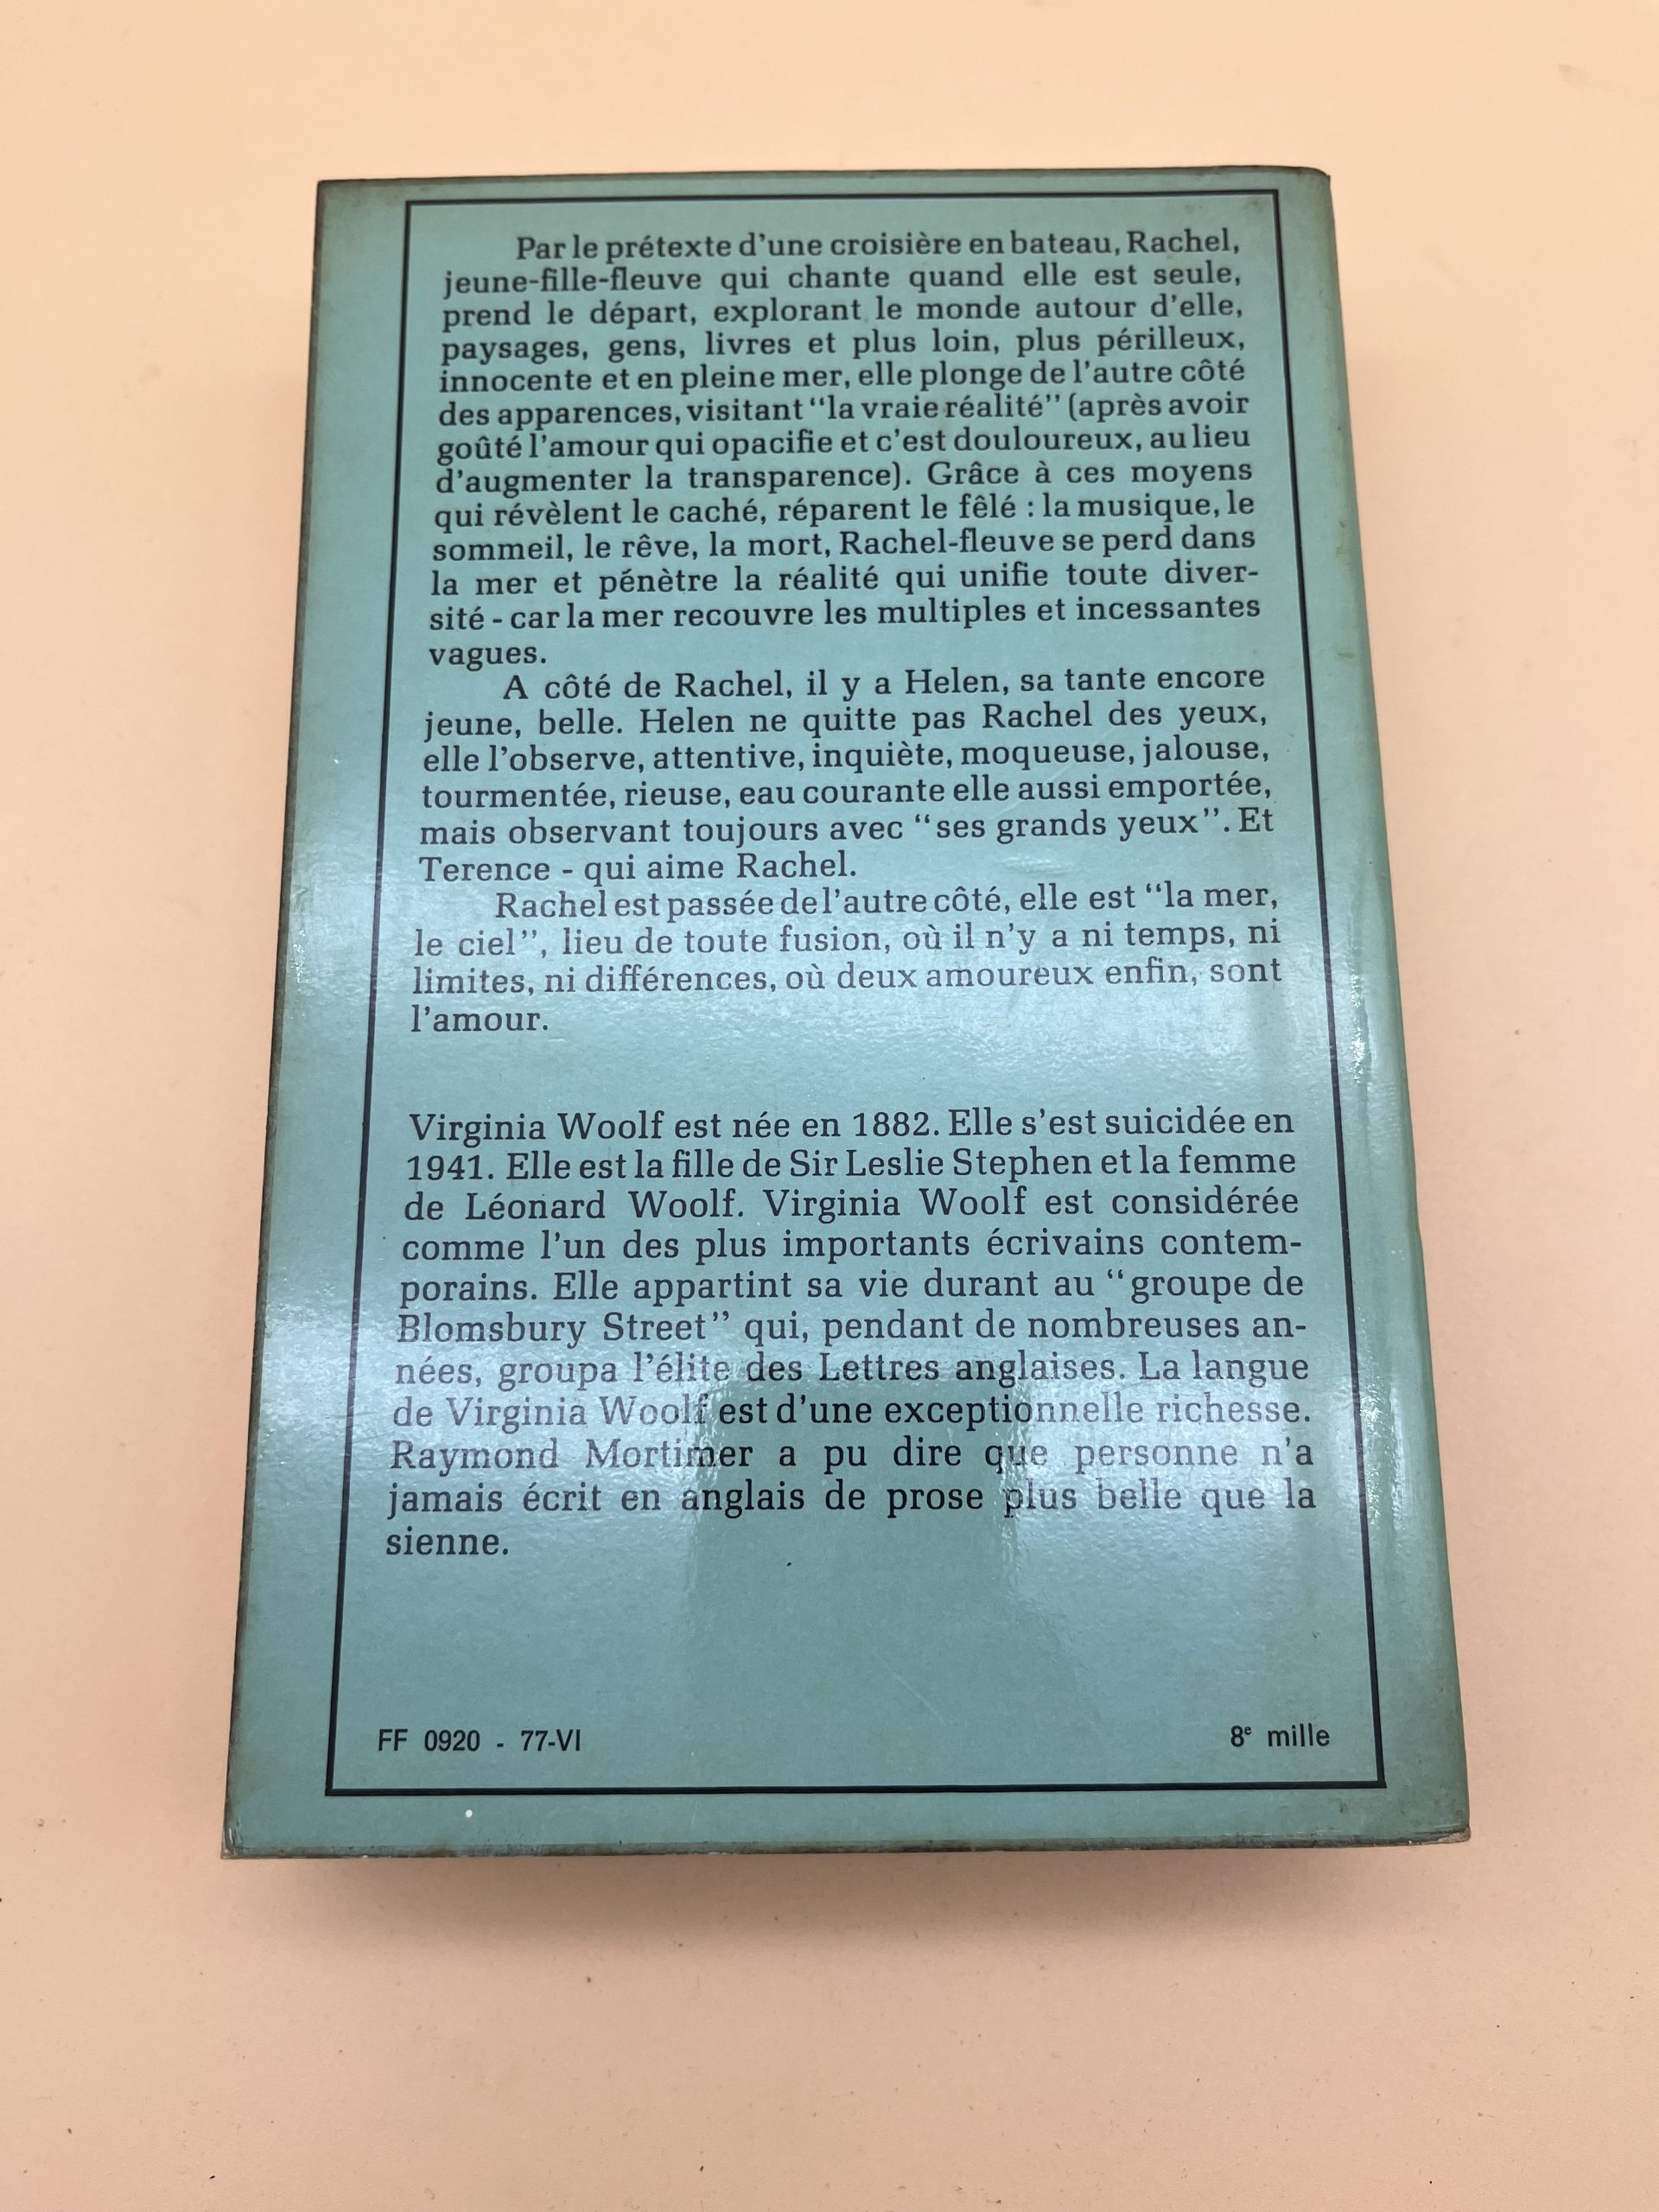 Par le prétexte d'une croisière en bateau, Rachel,
jeune-fille-fleuve qui chante quand elle est seule,
prend le départ, explorant le monde autour d'elle,
paysages, gens, livres et plus loin, plus périlleux,
innocente et en pleine mer, elle plonge de l'autre côté
des apparences, visitant "la vraie réalité" (après avoir
goûté l'amour qui opacifie et c'est douloureux, au lieu
d'augmenter la transparence). Grâce à ces moyens
qui révèlent le caché, réparent le fêlé : la musique, le
sommeil, le rêve, la mort, Rachel-fleuve se perd dans
la mer et pénètre la réalité qui unifie toute diver-
sité - car la mer recouvre les multiples et incessantes
vagues.
A côté de Rachel, il y a Helen, sa tante encore
jeune, belle. Helen ne quitte pas Rachel des yeux,
elle l'observe, attentive, inquiète, moqueuse, jalouse,
tourmentée, rieuse, eau courante elle aussi emportée,
mais observant toujours avec "ses grands yeux". Et
Terence - qui aime Rachel.
Rachel est passée de l'autre côté, elle est "la mer,
le ciel", lieu de toute fusion, où il n'y a ni temps, ni
limites, ni différences, où deux amoureux enfin, sont
l'amour.
Virginia Woolf est née en 1882. Elle s'est suicidée en
1941. Elle est la fille de Sir Leslie Stephen et la femme
de Léonard Woolf. Virginia Woolf est considérée
comme l'un des plus importants écrivains contem-
porains. Elle appartint sa vie durant au "groupe de
Blomsbury Street" qui, pendant de nombreuses an-
nées, groupa l'élite des Lettres anglaises. La langue
de Virginia Woolf est d'une exceptionnelle richesse.
Raymond Mortimer a pu dire que personne n'a
jamais écrit en anglais de prose plus belle que la
sienne.
FF 0920 - 77-VI
8e mille